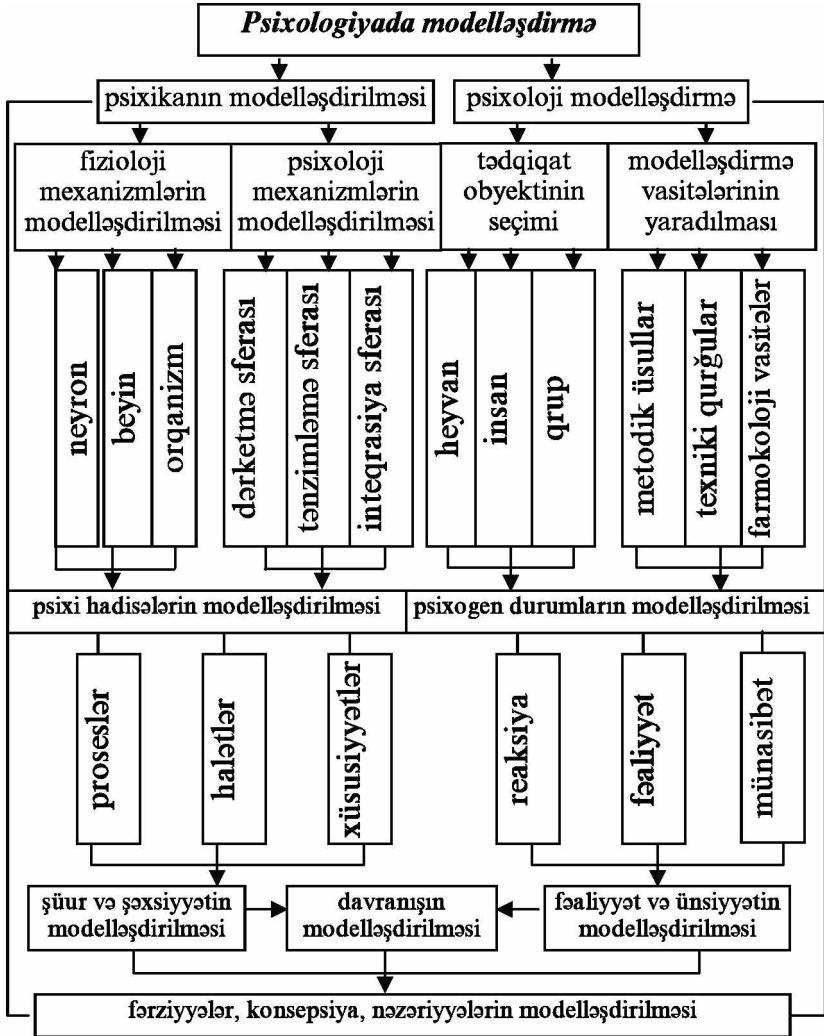 Psixologiyada modelləşdirmə
psixikanın modelləşdirilməsi
psixoloji modelləşdirmə
fizioloji
mexanizmlərin
modelləşdirilməsi
psixoloji
mexanizmlərin
modelləşdirilməsi
tədqiqat
obyektinin
seçimi
modelləşdirmə
vasitələrinin
yaradılması
neyron
beyin
orqanizm
dərketmə sferası
tənzimləmə sferası
inteqrasiya sferası
heyvan
insan
qrup
metodik üsullar
texniki qurğular
farmokoloji vasitələr
psixi hadisələrin modelləşdirilməsi
psixogen durumların modelləşdirilməsi
proseslər
halətlər
xüsusiyyətlər
reaksiya
fəaliyyət
münasibət
şüur və şəxsiyyətin
modelləşdirilməsi
davranışın
modelləşdirilməsi
fəaliyyət və ünsiyyətin
modelləşdirilməsi
fərziyyələr, konsepsiya, nəzəriyyələrin modelləşdirilməsi